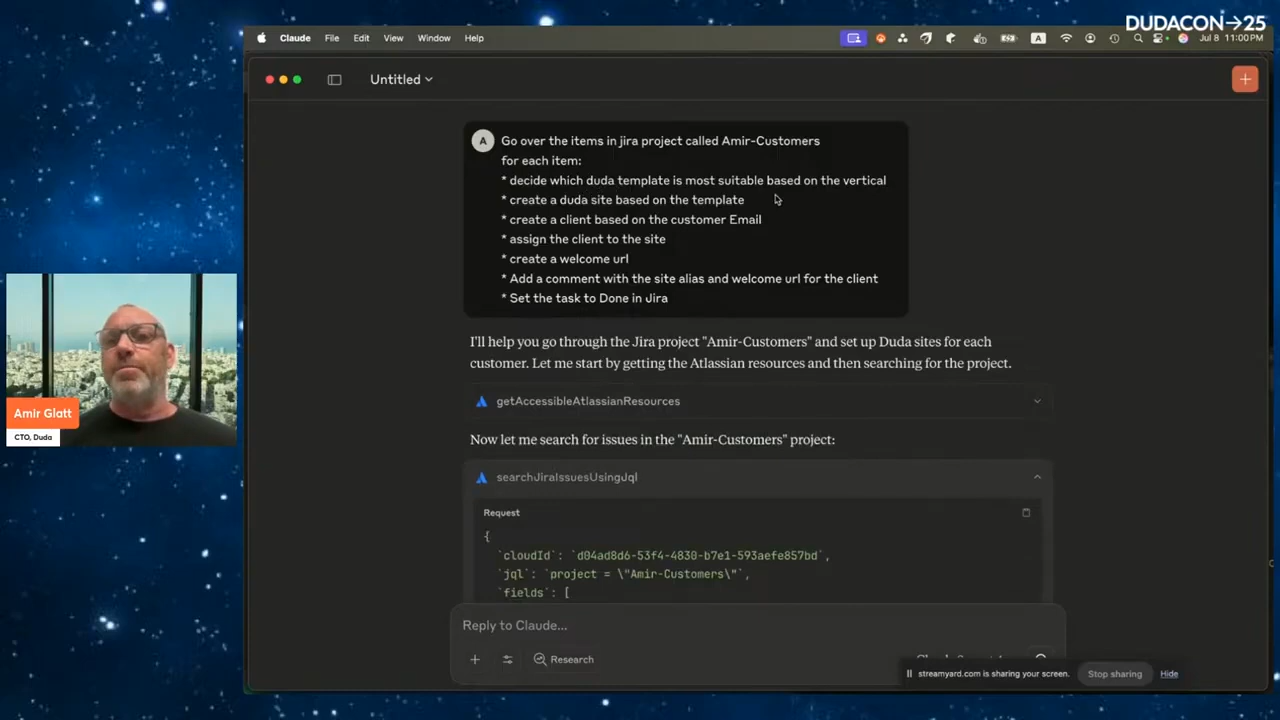 DUDACON→25
Claude File Edit View Window Help
A
Jul 8 11:00PM
Untitled
A
Go over the items in jira project called Amir-Customers
for each item:
* decide which duda template is most suitable based on the vertical
* create a duda site based on the template
* create a client based on the customer Email
* assign the client to the site
* create a welcome url
* Add a comment with the site alias and welcome url for the client
* Set the task to Done in Jira
I'll help you go through the Jira project "Amir-Customers" and set up Duda sites for each
customer. Let me start by getting the Atlassian resources and then searching for the project.
getAccessibleAtlassianResources
Now let me search for issues in the "Amir-Customers" project:
searchJiraIssuesUsingJql
Request
{
`cloudId`: `d04ad8d6-53f4-4830-b7e1-593aefe857bd`,
`jql`: `project = \"Amir-Customers\"`,
`fields`: [
Reply to Claude...
Research
streamyard.com is sharing your screen.
Stop sharing
Hide
Amir Glatt
CTO, Duda